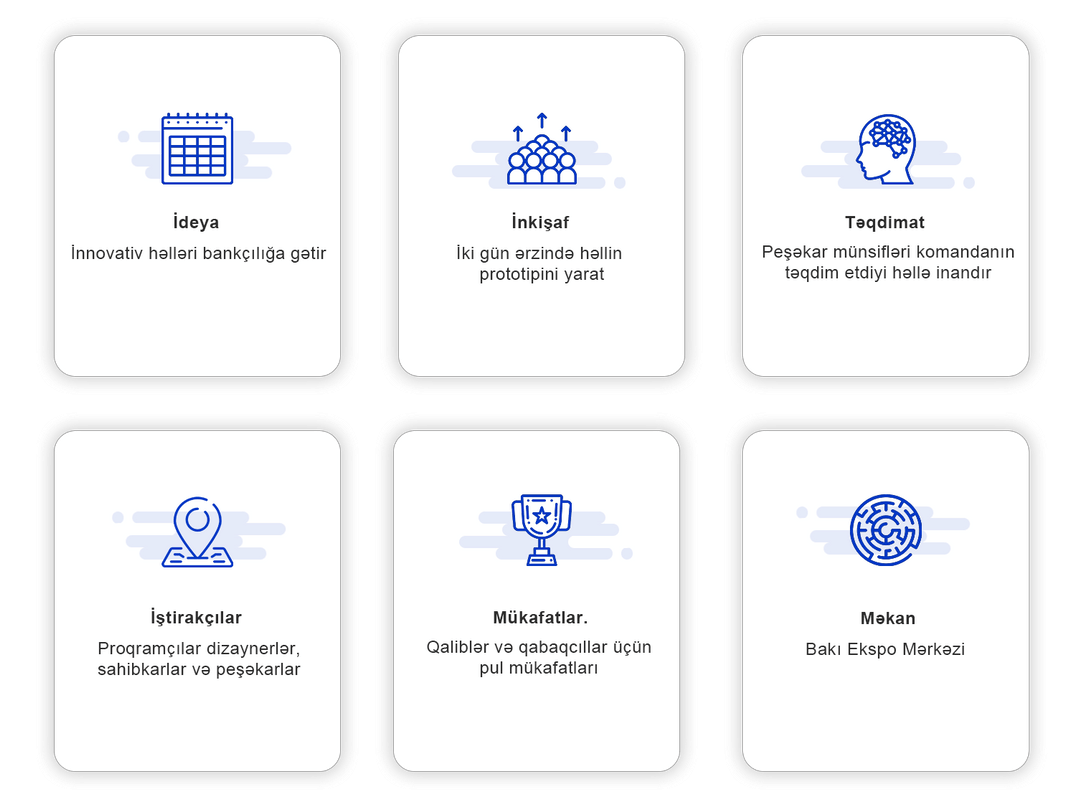 İdeya
İnnovativ həlləri bankçılığa gətir
İnkişaf
İki gün ərzində həllin
prototipini yarat
Təqdimat
Peşəkar münsifləri komandanın
təqdim etdiyi həllə inandır
İştirakçılar
Proqramçılar dizaynerlər,
sahibkarlar və peşəkarlar
Mükafatlar.
Qaliblər və qabaqcıllar üçün
pul mükafatları
Məkan
Bakı Ekspo Mərkəzi